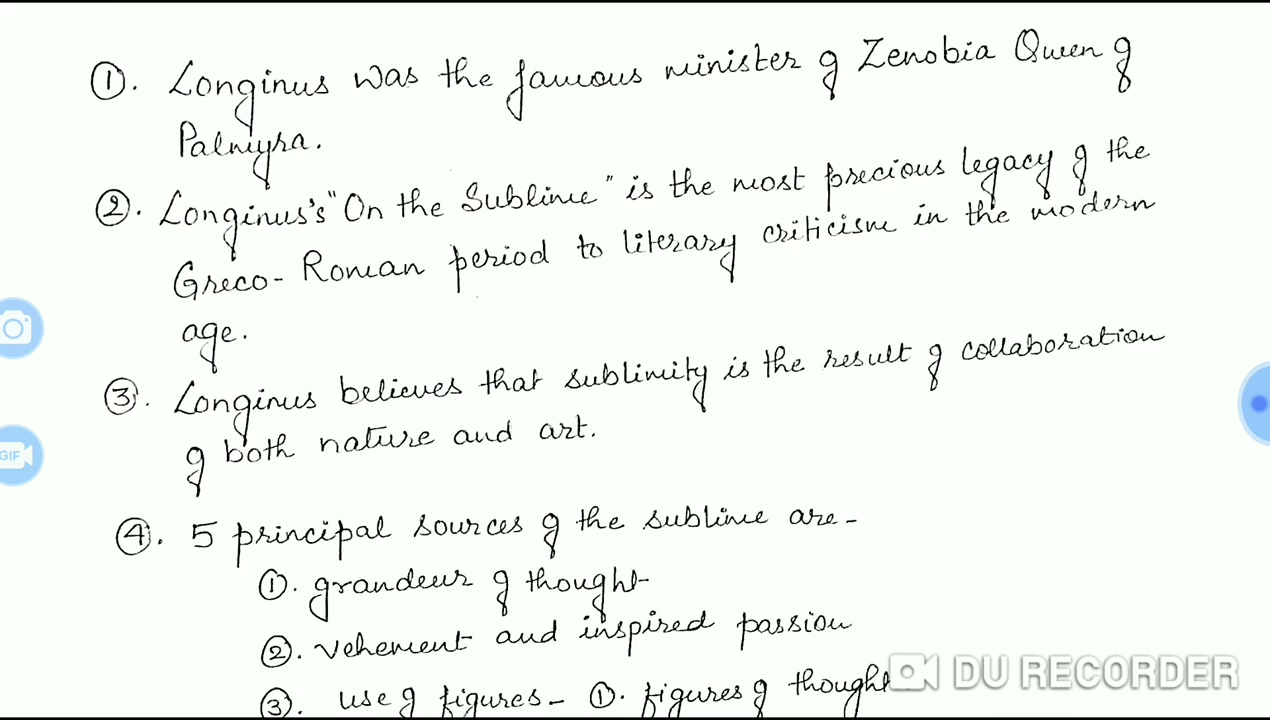 ①. Longinus was the famous minister of Zenobia Queen of
Palmyra.
②. Longinus's "On the Sublime" is the most precious legacy of the
Greco-Roman period to literary criticism in the modern
age.
③. Longinus believes that sublimity is the result of collaboration
of both nature and art.
④. 5 principal sources of the sublime are-
①. grandeur of thought
②. vehement and inspired passion
③. use of figures- ①. figures of thought
GIF
DU RECORDER